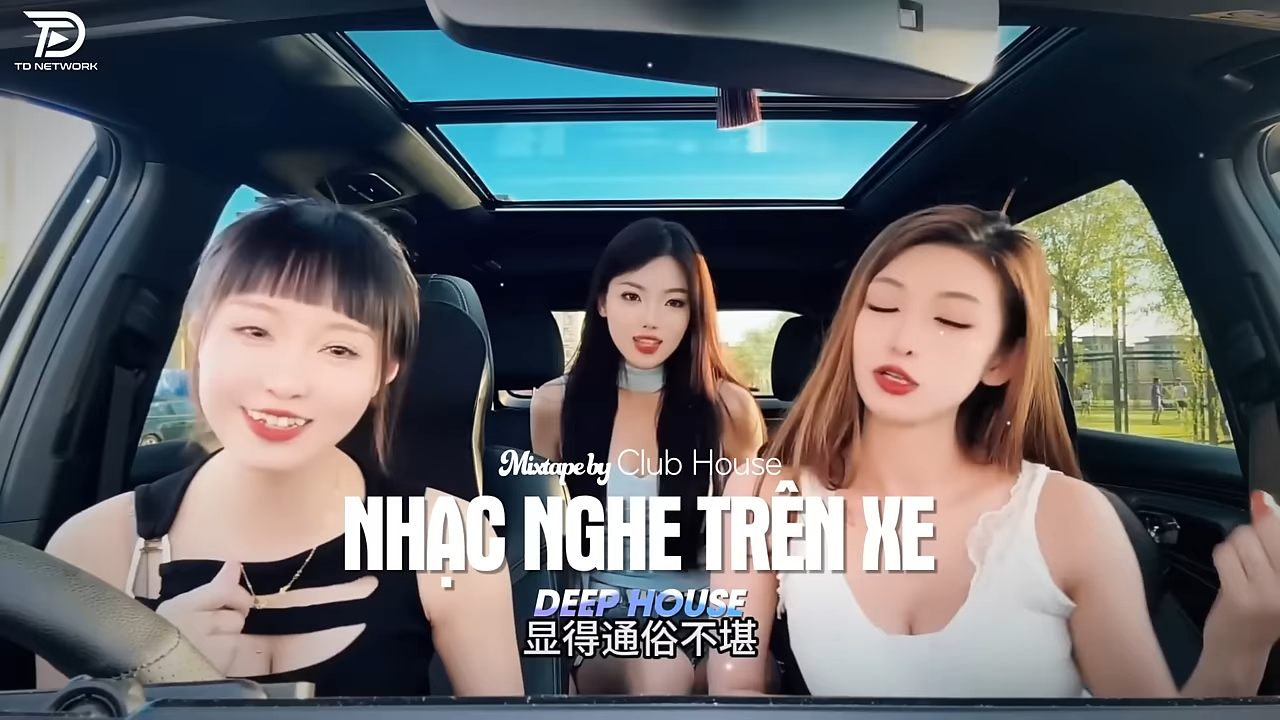 TD NETWORK
Mixtape by Club House
NHẠC NGHE TRÊN XE
DEEP HOUSE
显得通俗不堪